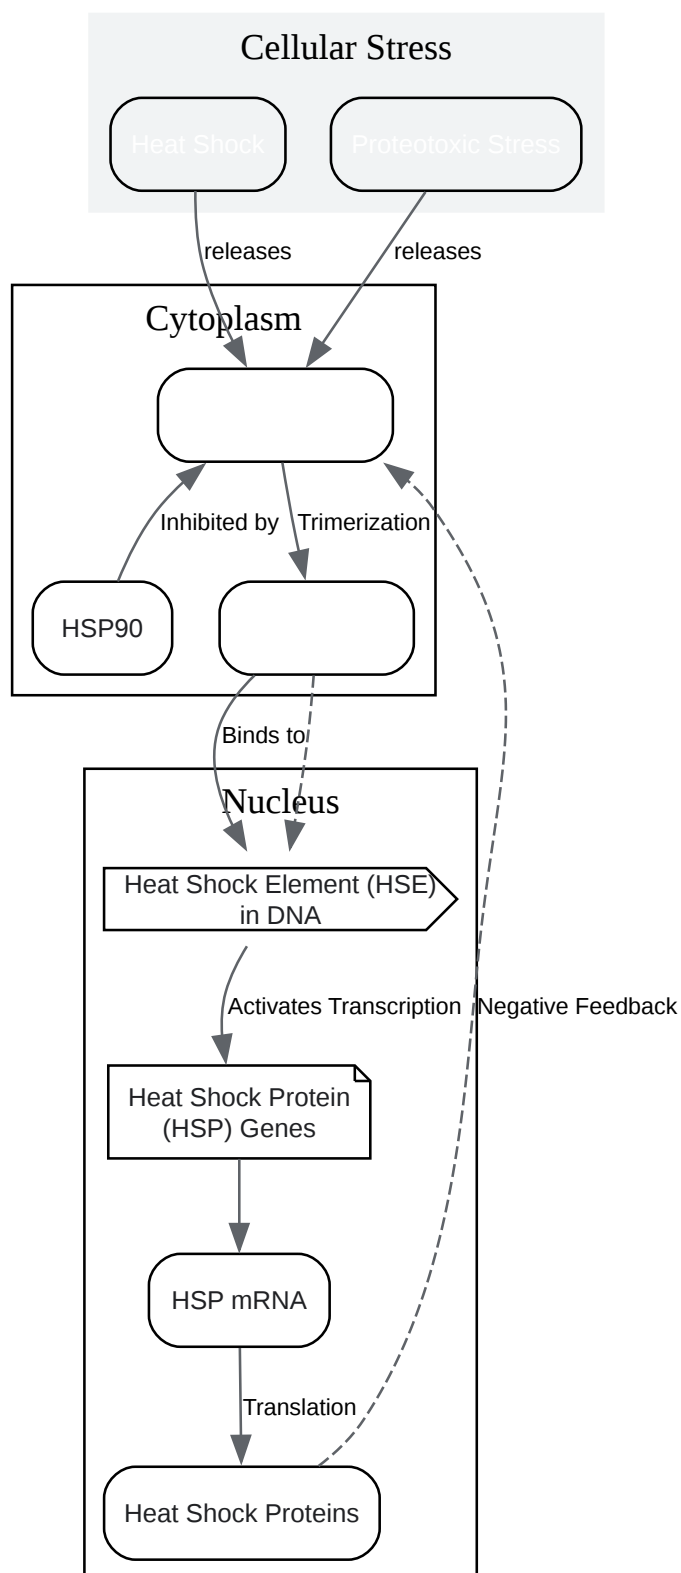 Cellular Stress
Heat Shock
Proteotoxic Stress
releases
releases
Cytoplasm
Inhibited by
Trimerization
HSP90
Binds to
Nucleus
Heat Shock Element (HSE)
in DNA
Activates Transcription
Negative Feedback
Heat Shock Protein
(HSP) Genes
HSP mRNA
Translation
Heat Shock Proteins